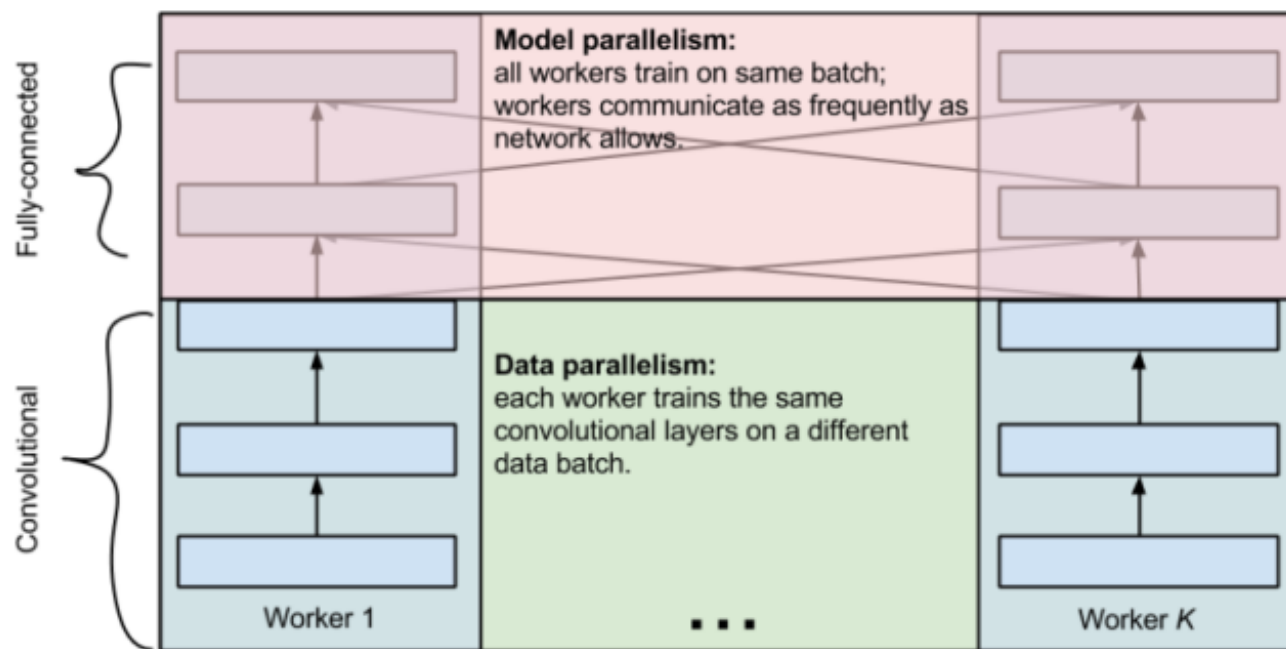 Fully-connected
Model parallelism:
all workers train on same batch;
workers communicate as frequently as
network allows.
Convolutional
Data parallelism:
each worker trains the same
convolutional layers on a different
data batch.
Worker 1
...
Worker K